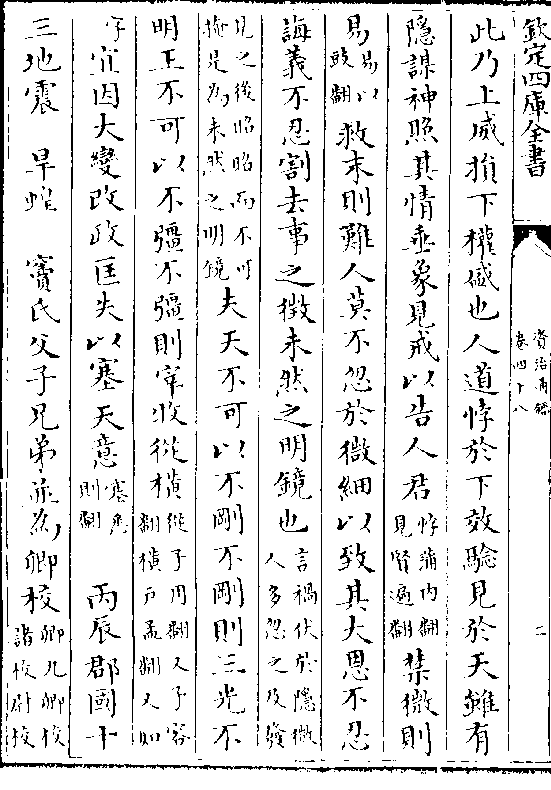 欽定四庫全書
資治通鑑
卷四十八
二
此乃上威損下權盛也人道悖於下效驗見於天雖有
隱謀神照其情垂象見戒以告人君悖蒲内翻見賢遍翻禁微則
易易以豉翻救末則難人莫不忽於微細以致其大恩不忍
誨義不忍割去事之徵未然之明鏡也言禍伏於隱微人多忽之及發
見之後昭昭而不可掩是為未然之明鏡夫天不可以不剛不剛則三光不
明王不可以不彊不彊則宰牧從横從子用翻又子容翻横户孟翻又如
字宜因大變改政匡失以塞天意塞悉則翻　丙辰郡國十
三地震　旱蝗　竇氏父子兄弟並為卿校卿九卿校諸校尉校